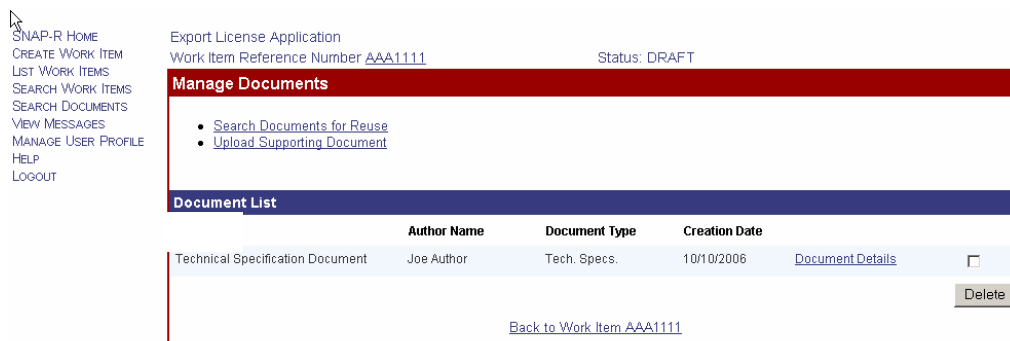 SNAP-R HOME
CREATE WORK ITEM
LIST WORK ITEMS
SEARCH WORK ITEMS
SEARCH DOCUMENTS
VIEW MESSAGES
MANAGE USER PROFILE
HELP
LOGOUT
Export License Application
Work Item Reference Number AAA1111 Status: DRAFT
Manage Documents
• Search Documents for Reuse
• Upload Supporting Document
Document List
Author Name Document Type Creation Date
Technical Specification Document Joe Author Tech. Specs. 10/10/2006 Document Details
Delete
Back to Work Item AAA1111